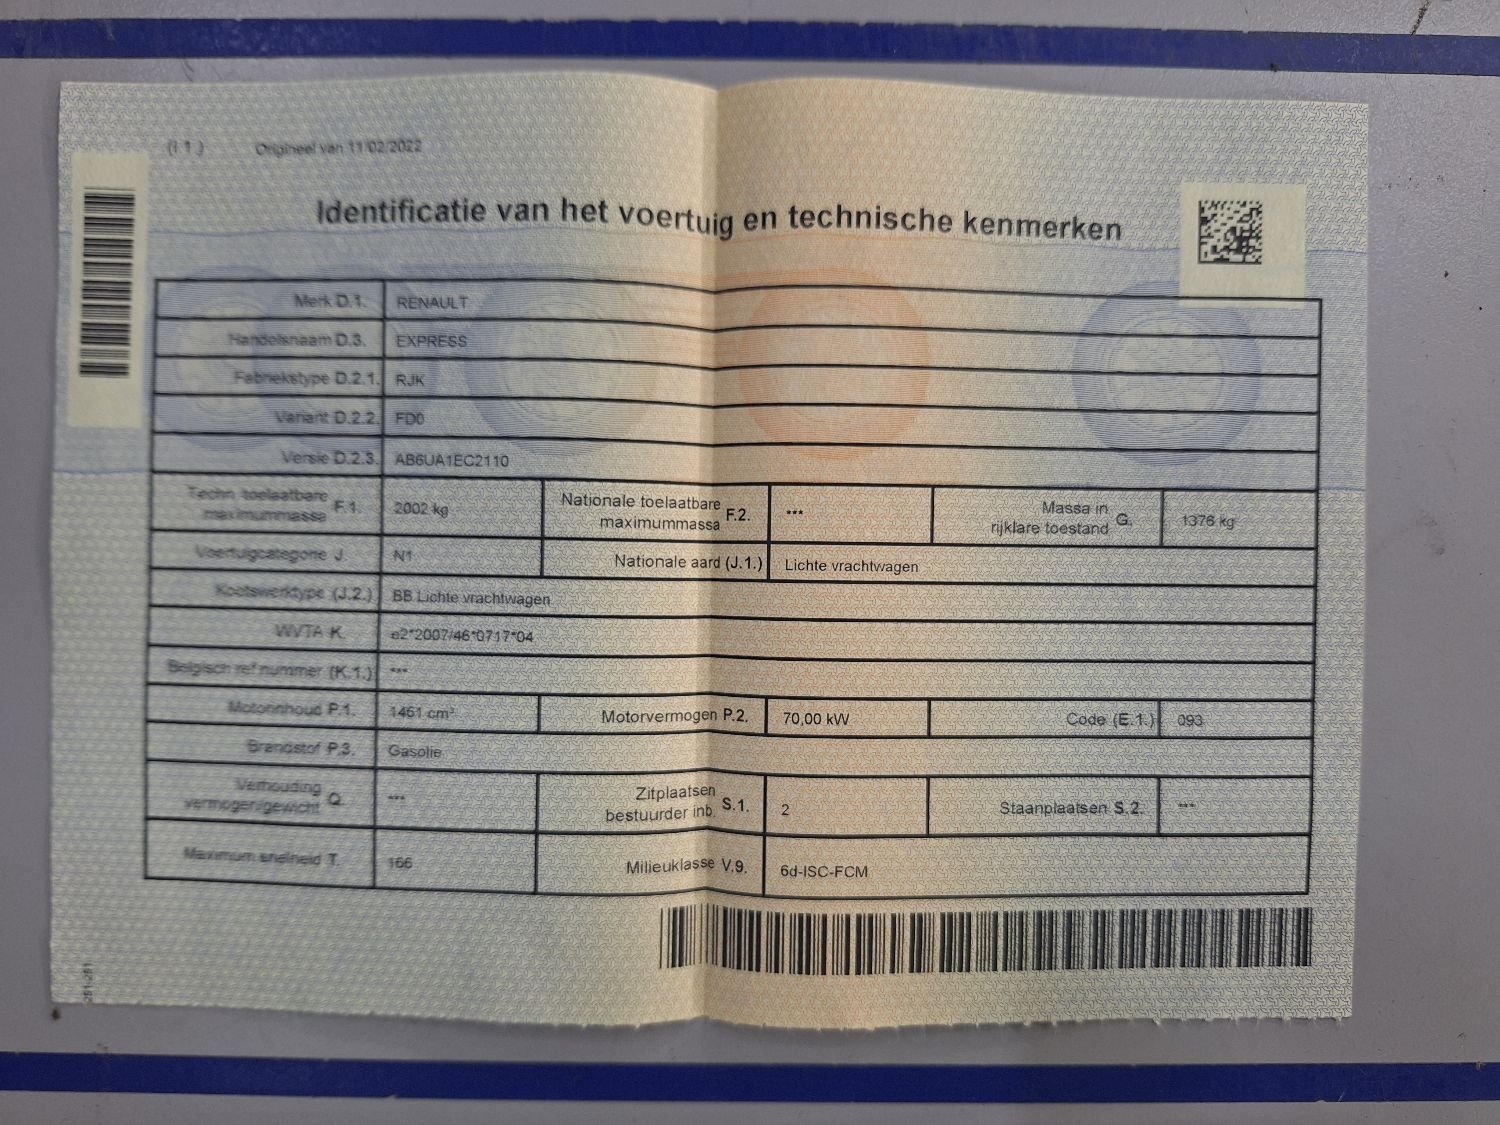 (I.1.) Origineel van 11/02/2022
Identificatie van het voertuig en technische kenmerken
Merk D.1. RENAULT
Handelsnaam D.3. EXPRESS
Fabriekstype D.2.1. RJK
Variant D.2.2. FD0
Versie D.2.3. AB6UA1EC2110
Techn toelaatbare maximummassa F.1. 2002 kg Nationale toelaatbare maximummassa F.2. *** Massa in rijklare toestand G. 1376 kg
Voertuigcategorie J. N1 Nationale aard (J.1.) Lichte vrachtwagen
Koetswerktype (J.2.) BB Lichte vrachtwagen
WVTA K. e2*2007/46*0717*04
Belgisch ref nummer (K.1.) ***
Motorinhoud P.1. 1461 cm³ Motorvermogen P.2. 70,00 kW Code (E.1.) 093
Brandstof P.3. Gasolie
Verhouding vermogen/gewicht Q. *** Zitplaatsen bestuurder inb. S.1. 2 Staanplaatsen S.2. ***
Maximum snelheid T. 166 Milieuklasse V.9. 6d-ISC-FCM